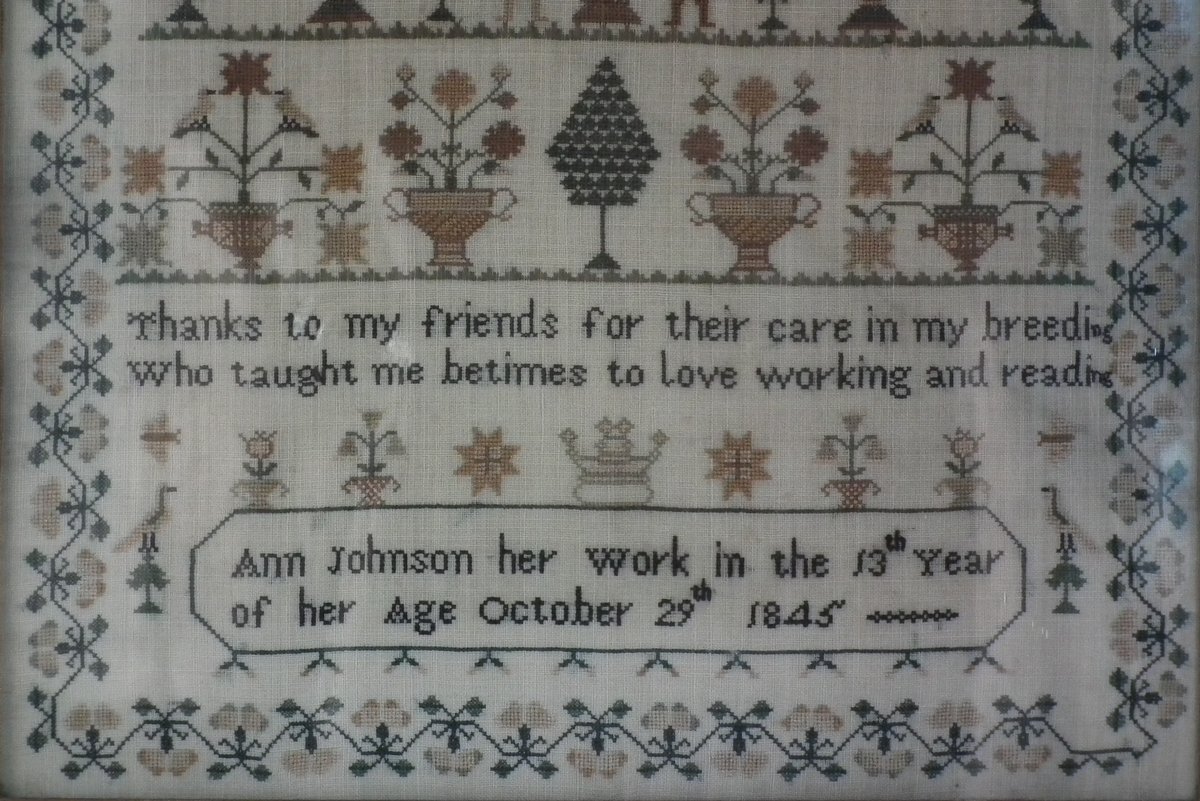 Thanks to my friends for their care in my breeding
Who taught me betimes to love working and reading
Ann Johnson her Work in the 13th Year
of her Age October 29th 1845